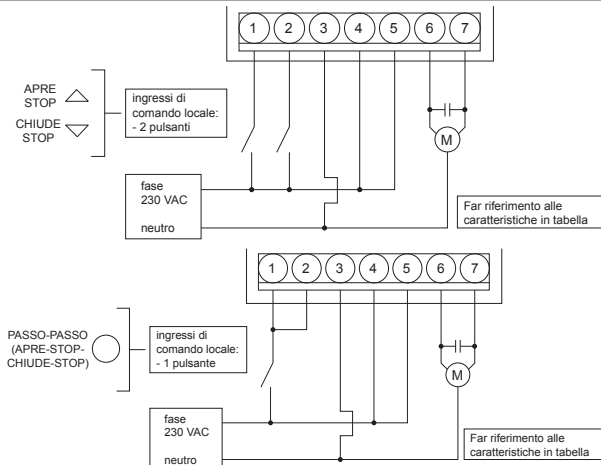 1 2 3 4 5 6 7
APRE
STOP
CHIUDE
STOP
ingressi di
comando locale:
- 2 pulsanti
M
fase
230 VAC
neutro
Far riferimento alle
caratteristiche in tabella
1 2 3 4 5 6 7
PASSO-PASSO
(APRE-STOP-
CHIUDE-STOP)
ingressi di
comando locale:
- 1 pulsante
M
fase
230 VAC
neutro
Far riferimento alle
caratteristiche in tabella